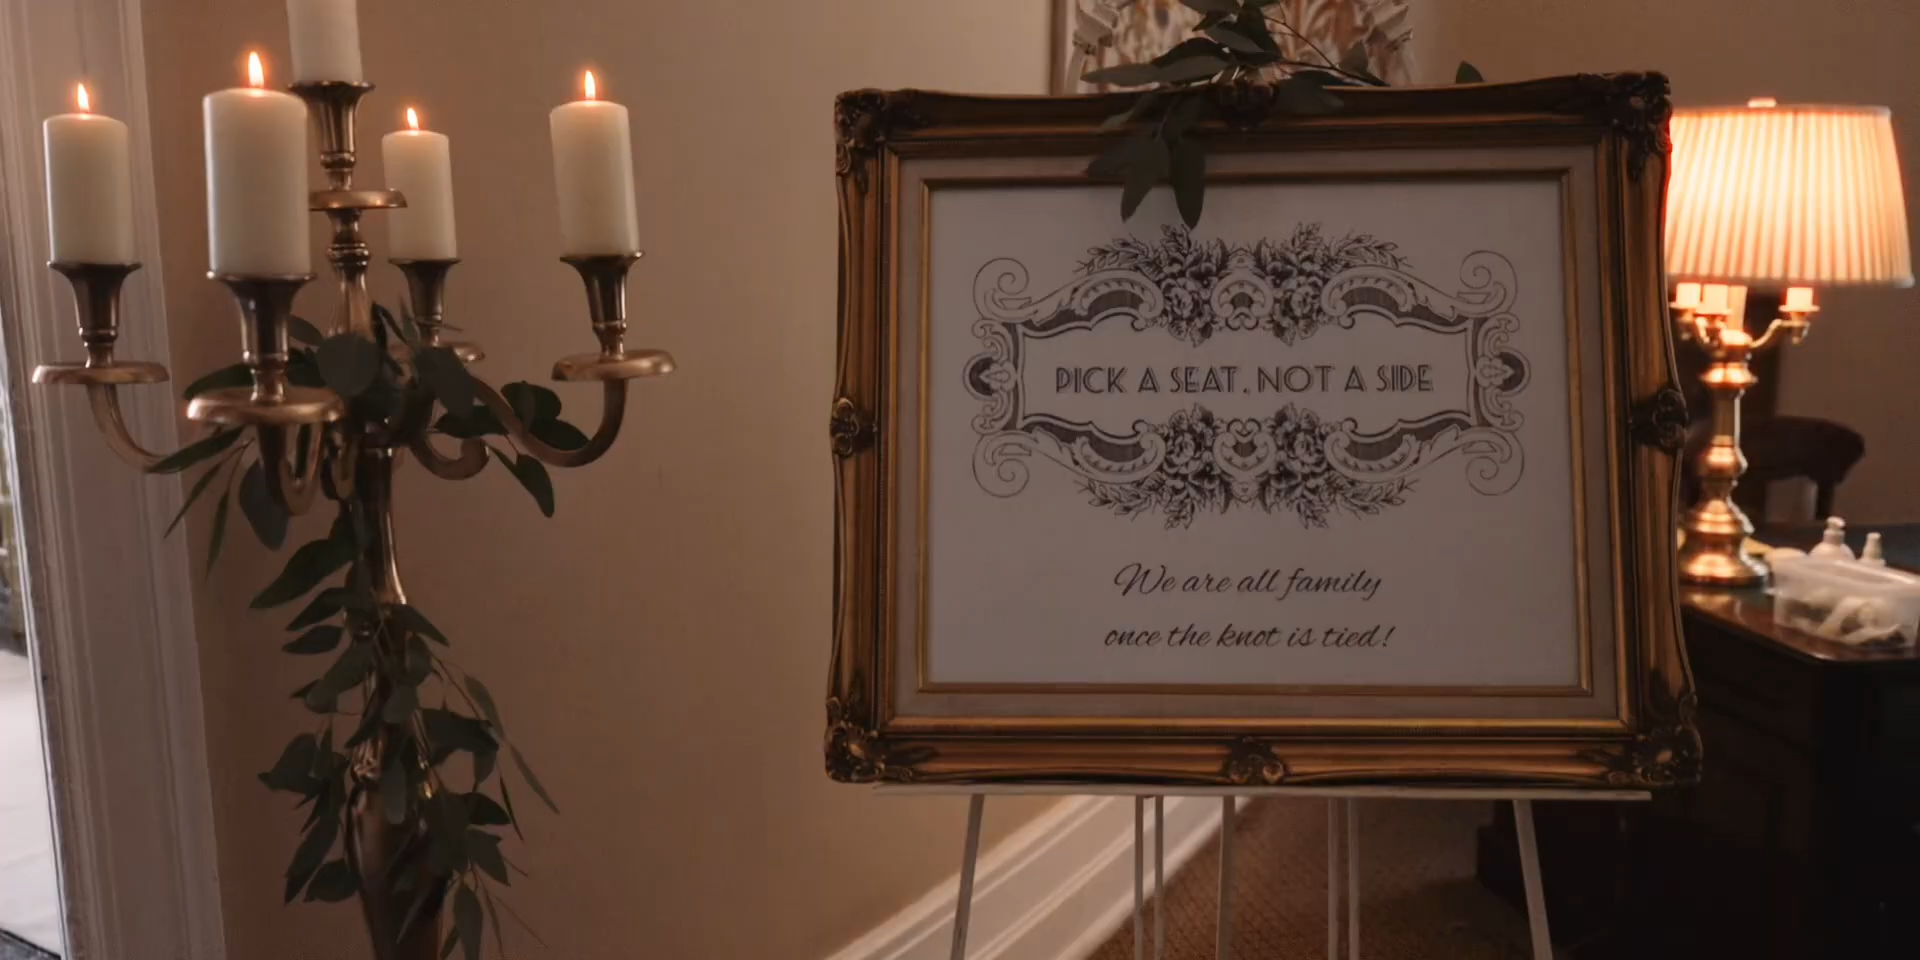 PICK A SEAT, NOT A SIDE
We are all family
once the knot is tied!